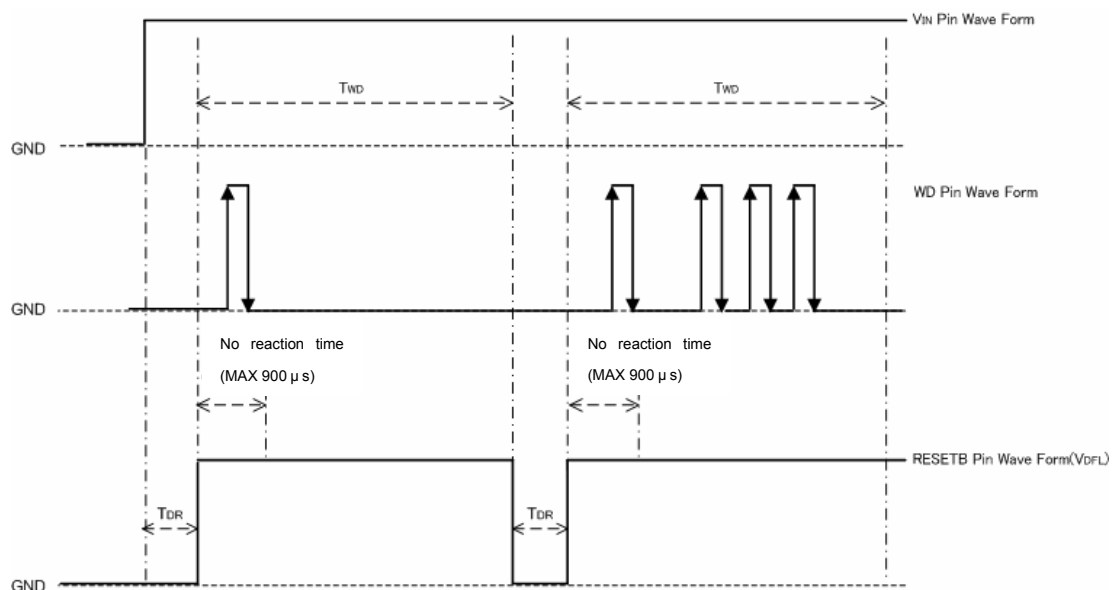 VIN Pin Wave Form
TWD TWD
GND
WD Pin Wave Form
GND
No reaction time No reaction time
(MAX 900 μ s) (MAX 900 μ s)
RESETB Pin Wave Form(VDFL)
TDR TDR
GND